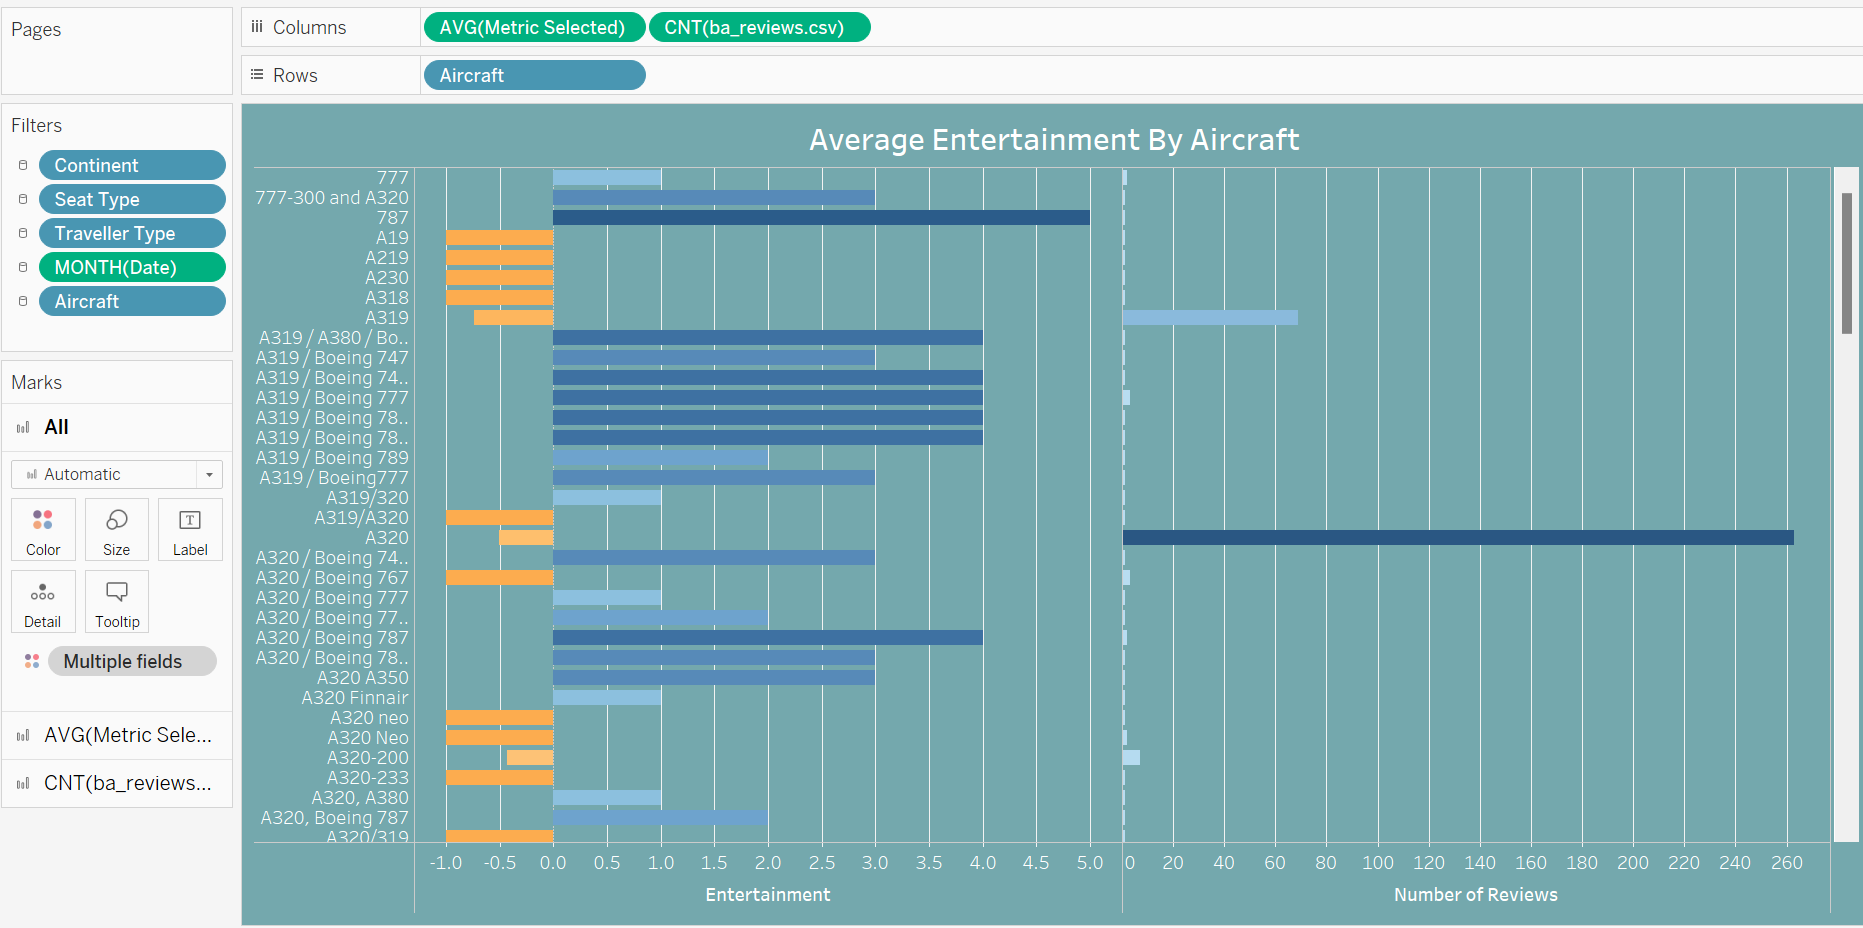 Pages
iii Columns
AVG(Metric Selected)
CNT(ba_reviews.csv)
Rows
Aircraft
Filters
Continent
Seat Type
Traveller Type
MONTH(Date)
Aircraft
Marks
All
Automatic
Color
Size
Label
Detail
Tooltip
Multiple fields
AVG(Metric Sele...
CNT(ba_reviews...
Average Entertainment By Aircraft
777
777-300 and A320
787
A19
A219
A230
A318
A319
A319 / A380 / Bo..
A319 / Boeing 747
A319 / Boeing 74..
A319 / Boeing 777
A319 / Boeing 78..
A319 / Boeing 78..
A319 / Boeing 789
A319 / Boeing777
A319/320
A319/A320
A320
A320 / Boeing 74..
A320 / Boeing 767
A320 / Boeing 777
A320 / Boeing 77..
A320 / Boeing 787
A320 / Boeing 78..
A320 A350
A320 Finnair
A320 neo
A320 Neo
A320-200
A320-233
A320, A380
A320, Boeing 787
A320/319
-1.0 -0.5 0.0 0.5 1.0 1.5 2.0 2.5 3.0 3.5 4.0 4.5 5.0
Entertainment
0 20 40 60 80 100 120 140 160 180 200 220 240 260
Number of Reviews